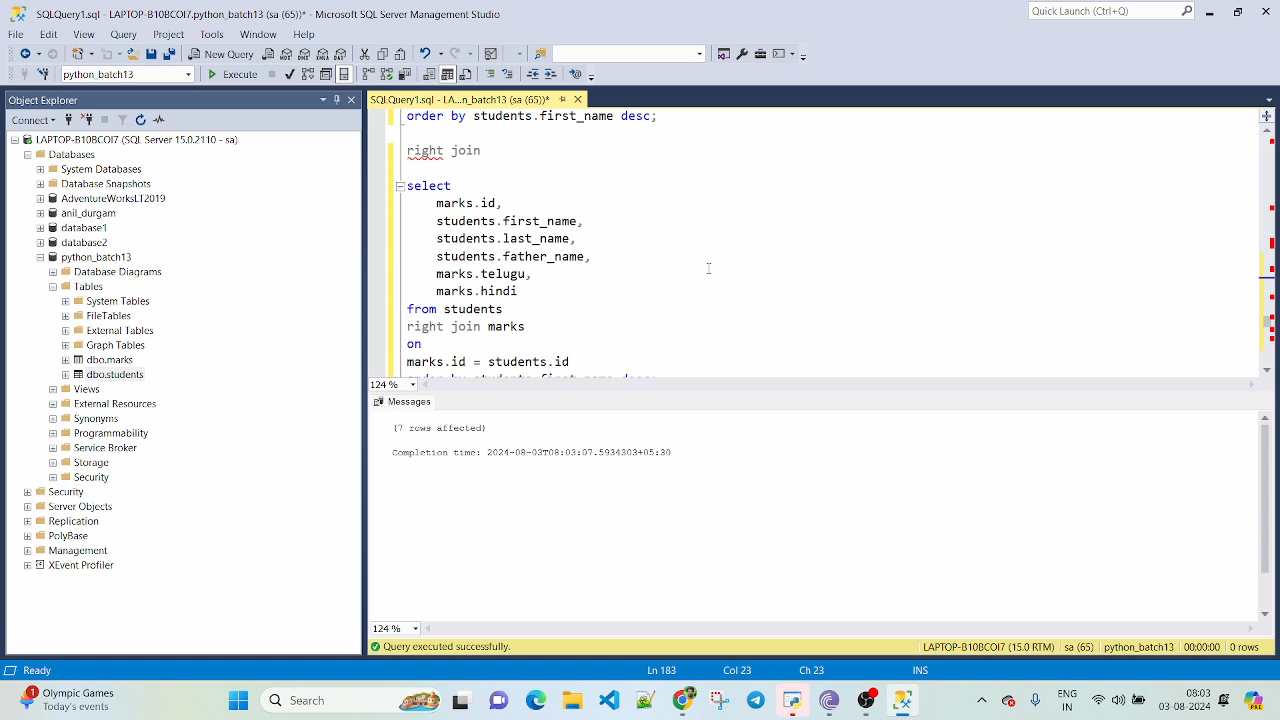 SQLQuery1.sql - LAPTOP-B10BCOI7.python_batch13 (sa (65))* - Microsoft SQL Server Management Studio
Quick Launch (Ctrl+Q)
File Edit View Query Project Tools Window Help
New Query
python_batch13 Execute
Object Explorer
SQLQuery1.sql - LA...n_batch13 (sa (65))*
Connect
LAPTOP-B10BCOI7 (SQL Server 15.0.2110 - sa)
Databases
System Databases
Database Snapshots
AdventureWorksLT2019
anil_durgam
database1
database2
python_batch13
Database Diagrams
Tables
System Tables
FileTables
External Tables
Graph Tables
dbo.marks
dbo.students
Views
External Resources
Synonyms
Programmability
Service Broker
Storage
Security
Security
Server Objects
Replication
PolyBase
Management
XEvent Profiler
order by students.first_name desc;
right join
select
marks.id,
students.first_name,
students.last_name,
students.father_name,
marks.telugu,
marks.hindi
from students
right join marks
on
marks.id = students.id
order by students.first_name desc;
124 %
Messages
(7 rows affected)
Completion time: 2024-08-03T08:03:07.5934303+05:30
124 %
Query executed successfully. LAPTOP-B10BCOI7 (15.0 RTM) sa (65) python_batch13 00:00:00 0 rows
Ready Ln 183 Col 23 Ch 23 INS
1 Olympic Games
Today's events
Search
ENG
IN
08:03
03-08-2024